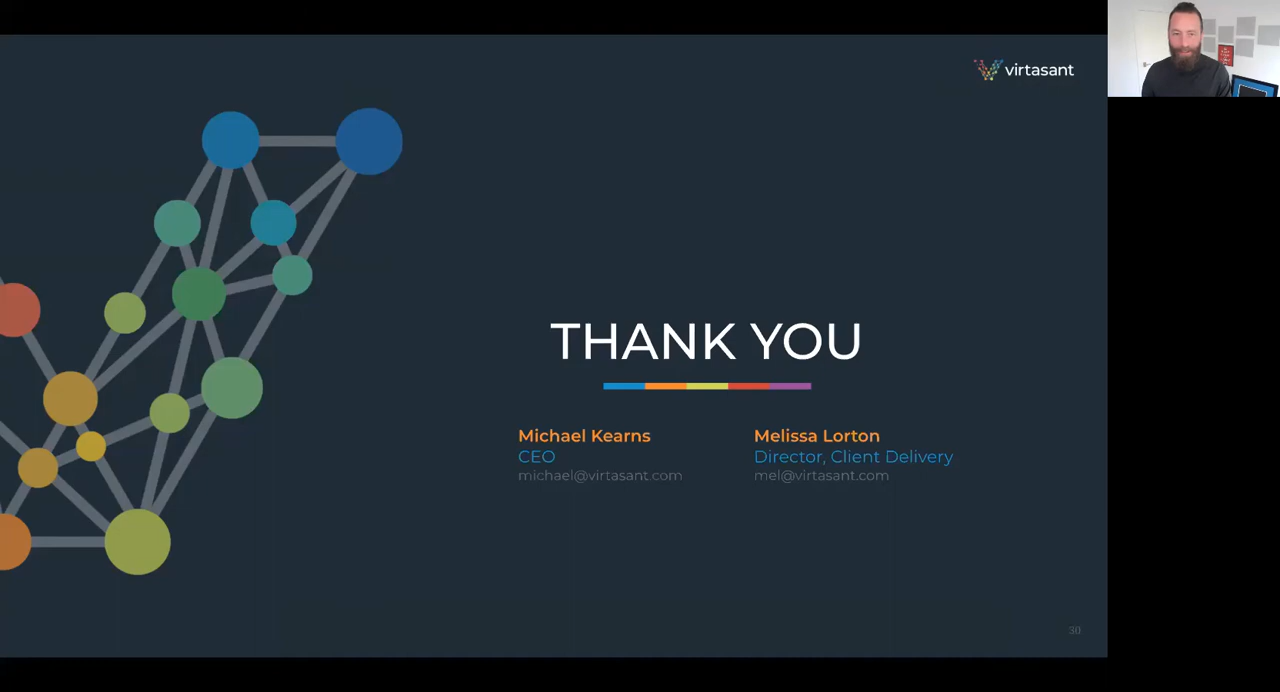 virtasant
THANK YOU
Michael Kearns
CEO
michael@virtasant.com
Melissa Lorton
Director, Client Delivery
mel@virtasant.com
30